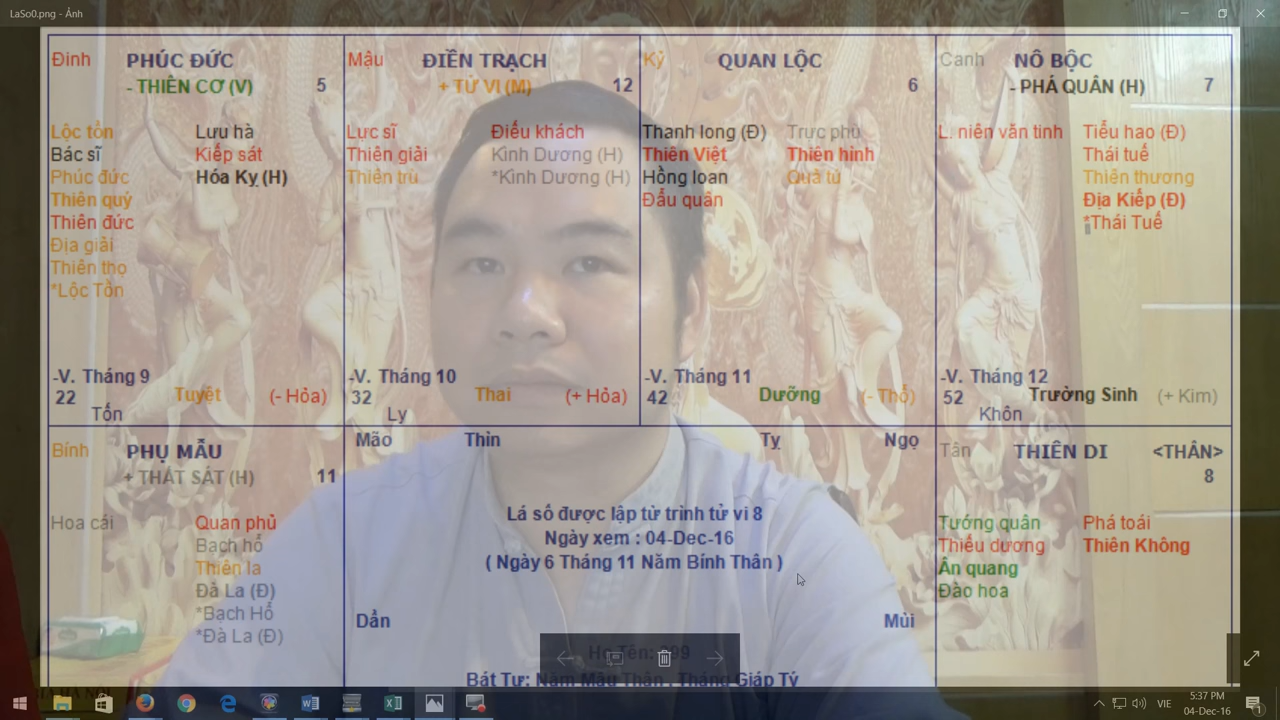 LaSo0.png - Ảnh
Đinh PHÚC ĐỨC
- THIÊN CƠ (V) 5
Lộc tồn Lưu hà
Bác sĩ Kiếp sát
Phúc đức Hóa Kỵ (H)
Thiên quý
Thiên đức
Địa giải
Thiên thọ
*Lộc Tồn
-V. Tháng 9
22 Tuyệt (- Hỏa)
Tốn
Mậu ĐIỀN TRẠCH
+ TỬ VI (M) 12
Lực sĩ Điếu khách
Thiên giải Kình Dương (H)
Thiên trù *Kình Dương (H)
-V. Tháng 10
32 Thai (+ Hỏa)
Ly
Kỷ QUAN LỘC
6
Thanh long (Đ) Trực phù
Thiên Việt Thiên hình
Hồng loan Quả tú
Đẩu quân
-V. Tháng 11
42 Dưỡng (- Thổ)
Canh NÔ BỘC
- PHÁ QUÂN (H) 7
L. niên văn tinh Tiểu hao (Đ)
Thái tuế
Thiên thương
Địa Kiếp (Đ)
*Thái Tuế
-V. Tháng 12
52 Trường Sinh (+ Kim)
Khôn
Bính PHỤ MẪU
+ THẤT SÁT (H) 11
Hoa cái Quan phủ
Bạch hổ
Thiên la
Đà La (Đ)
*Bạch Hổ
*Đà La (Đ)
Mão Thìn Tỵ Ngọ
Lá số được lập từ trình tử vi 8
Ngày xem : 04-Dec-16
( Ngày 6 Tháng 11 Năm Bính Thân )
Dần Mùi
Bát Tự: Năm Mậu Thân , Tháng Giáp Tý
Tân THIÊN DI <THÂN>
8
Tướng quân Phá toái
Thiếu dương Thiên Không
Ân quang
Đào hoa
VIE
5:37 PM
04-Dec-16
1